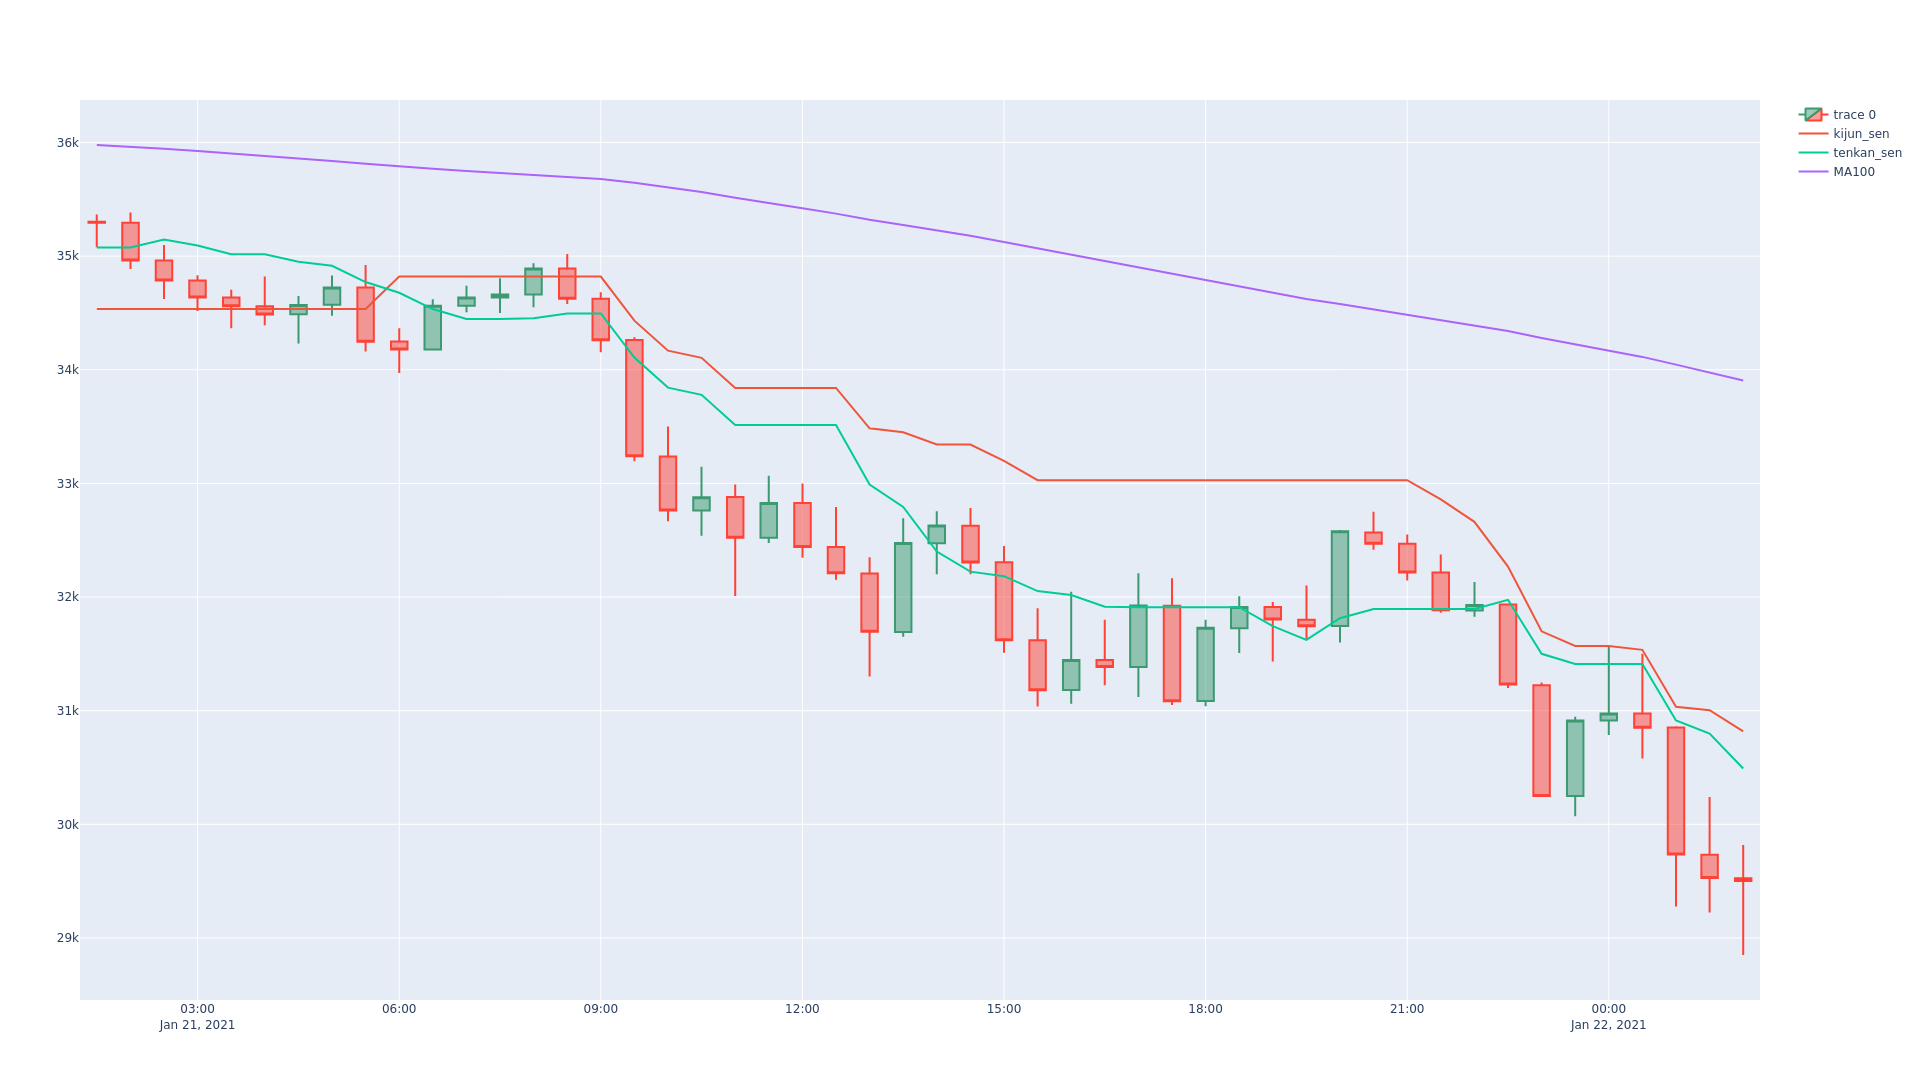 trace 0
kijun_sen
tenkan_sen
MA100
36k
35k
34k
33k
32k
31k
30k
29k
03:00 06:00 09:00 12:00 15:00 18:00 21:00 00:00
Jan 21, 2021 Jan 22, 2021